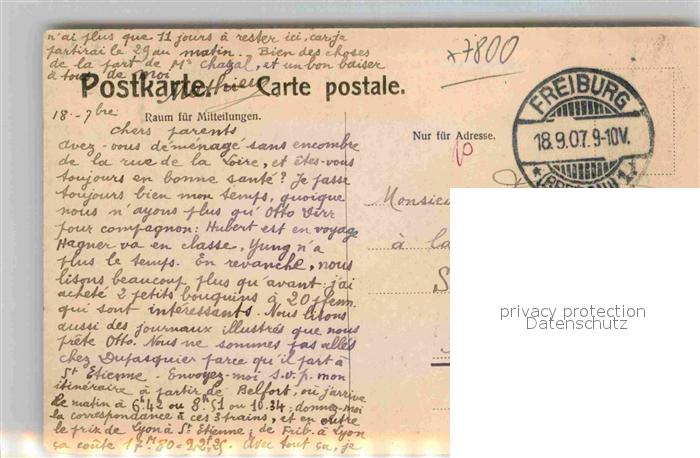 n'ai plus que 11 jours à rester ici, car je
partirai le 29 au matin. Bien des choses
de la part de Mr Chazal, et un bon baiser
à tous de moi
Mathieu
x7800
Postkarte. Carte postale.
18 - 7bre
Raum für Mitteilungen.
Nur für Adresse.
FREIBURG
18.9.07.9-10V.
Chers parents
avez-vous déménagé sans encombre
de la rue de la Loire, et êtes-vous
toujours en bonne santé? Je passe
toujours bien mon temps, quoique
nous n'ayons plus qu'Otto
pour compagnon: Hubert est en voyage
Hagner va en classe, Yung n'a
plus le temps. En revanche, nous
lisons beaucoup plus qu'avant. j'ai
acheté 2 petits bouquins à 20 pfenn.
qui sont intéressants. Nous lisons
aussi des journaux illustrés que nous
prête Otto. Nous ne sommes pas allés
chez Dupasquier parce qu'il part à
St Etienne. Envoyez-moi s.v.p. mon
itinéraire à partir de Belfort, où j'arrive
le matin à 6h42 ou 8h51 ou 10.34; donnez-moi
la correspondance à ces 3 trains, et en outre
le prix de Lyon à St Etienne; de Frib. à Lyon
ça coûte 17M80 = 22f,25. Avec tout ça, je
Monsieur
à la
S
privacy protection
Datenschutz